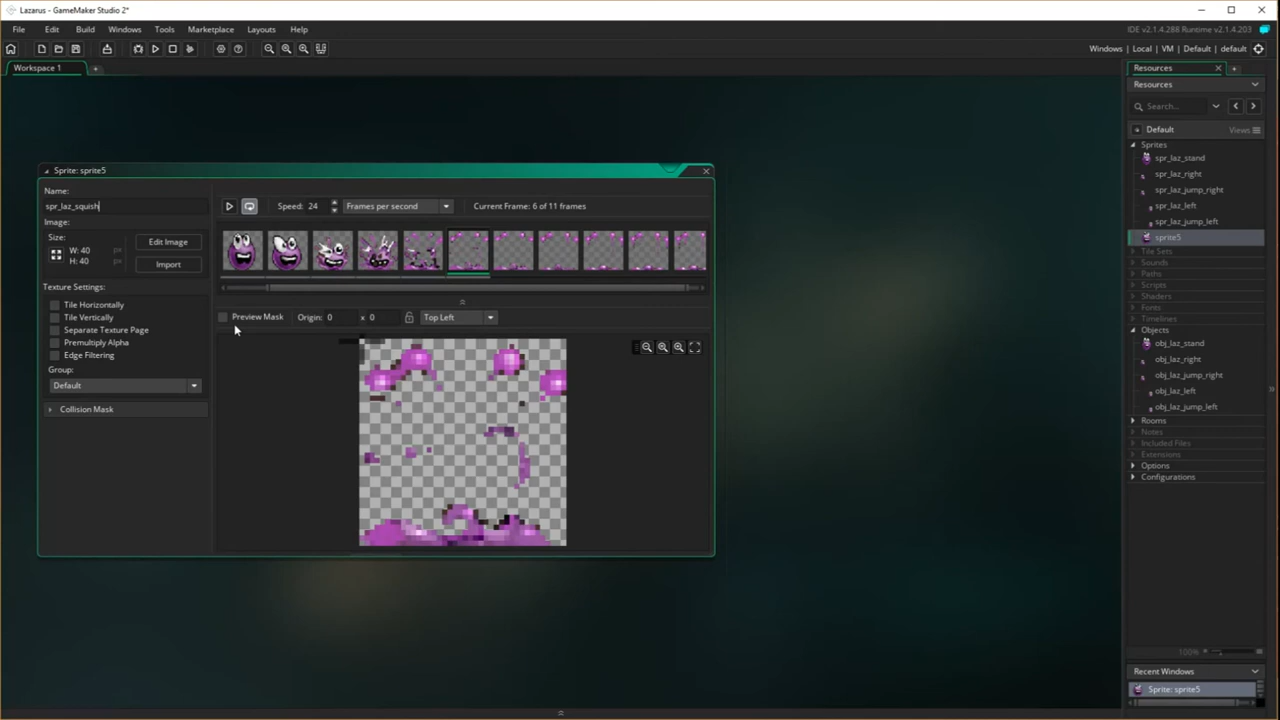 Lazarus - GameMaker Studio 2*
File Edit Build Windows Tools Marketplace Layouts Help
IDE v2.1.4.288 Runtime v2.1.4.203
Windows | Local | VM | Default | default
Workspace 1
Sprite: sprite5
Name:
spr_laz_squish
Image:
Size:
W: 40 px
H: 40 px
Edit Image
Import
Texture Settings:
Tile Horizontally
Tile Vertically
Separate Texture Page
Premultiply Alpha
Edge Filtering
Group:
Default
Collision Mask
Speed: 24 Frames per second Current Frame: 6 of 11 frames
Preview Mask Origin: 0 x 0 Top Left
Resources
Resources
Search...
Default Views
Sprites
spr_laz_stand
spr_laz_right
spr_laz_jump_right
spr_laz_left
spr_laz_jump_left
sprite5
Tile Sets
Sounds
Paths
Scripts
Shaders
Fonts
Timelines
Objects
obj_laz_stand
obj_laz_right
obj_laz_jump_right
obj_laz_left
obj_laz_jump_left
Rooms
Notes
Included Files
Extensions
Options
Configurations
100%
Recent Windows
Sprite: sprite5